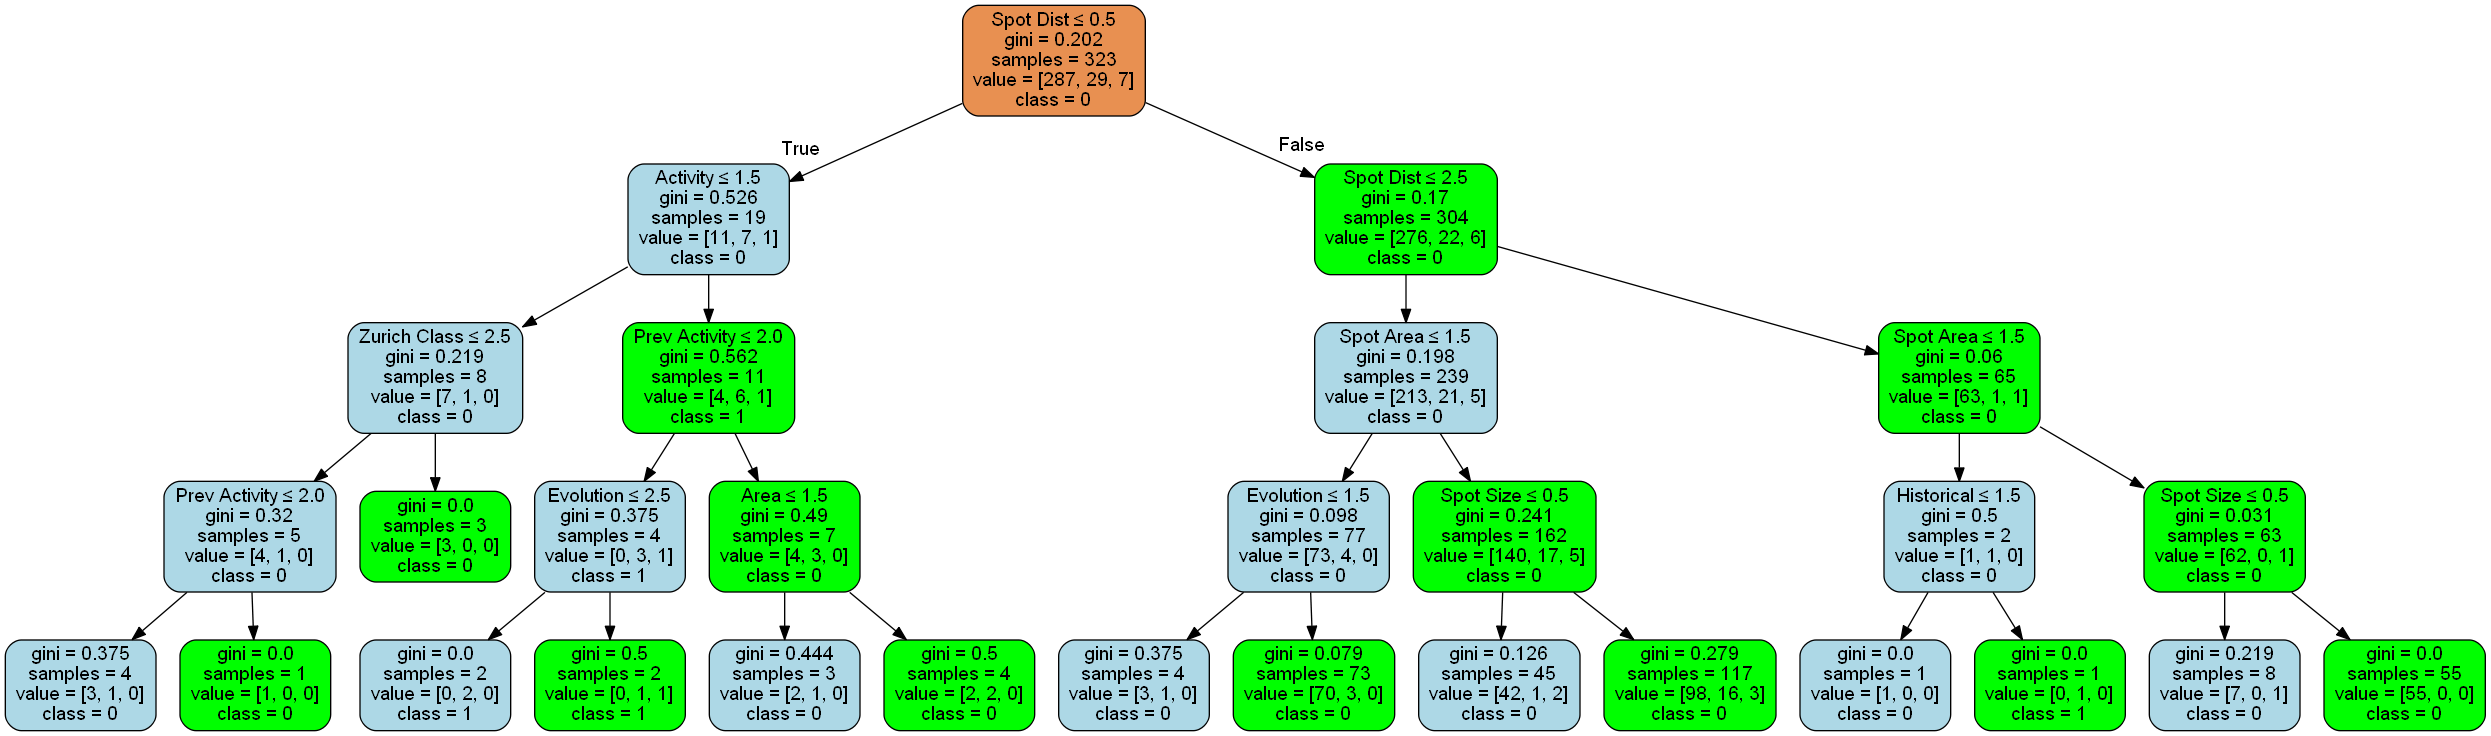 Spot Dist ≤ 0.5
gini = 0.202
samples = 323
value = [287, 29, 7]
class = 0
True
False
Activity ≤ 1.5
gini = 0.526
samples = 19
value = [11, 7, 1]
class = 0
Spot Dist ≤ 2.5
gini = 0.17
samples = 304
value = [276, 22, 6]
class = 0
Zurich Class ≤ 2.5
gini = 0.219
samples = 8
value = [7, 1, 0]
class = 0
Prev Activity ≤ 2.0
gini = 0.562
samples = 11
value = [4, 6, 1]
class = 1
Spot Area ≤ 1.5
gini = 0.198
samples = 239
value = [213, 21, 5]
class = 0
Spot Area ≤ 1.5
gini = 0.06
samples = 65
value = [63, 1, 1]
class = 0
Prev Activity ≤ 2.0
gini = 0.32
samples = 5
value = [4, 1, 0]
class = 0
gini = 0.0
samples = 3
value = [3, 0, 0]
class = 0
Evolution ≤ 2.5
gini = 0.375
samples = 4
value = [0, 3, 1]
class = 1
Area ≤ 1.5
gini = 0.49
samples = 7
value = [4, 3, 0]
class = 0
Evolution ≤ 1.5
gini = 0.098
samples = 77
value = [73, 4, 0]
class = 0
Spot Size ≤ 0.5
gini = 0.241
samples = 162
value = [140, 17, 5]
class = 0
Historical ≤ 1.5
gini = 0.5
samples = 2
value = [1, 1, 0]
class = 0
Spot Size ≤ 0.5
gini = 0.031
samples = 63
value = [62, 0, 1]
class = 0
gini = 0.375
samples = 4
value = [3, 1, 0]
class = 0
gini = 0.0
samples = 1
value = [1, 0, 0]
class = 0
gini = 0.0
samples = 2
value = [0, 2, 0]
class = 1
gini = 0.5
samples = 2
value = [0, 1, 1]
class = 1
gini = 0.444
samples = 3
value = [2, 1, 0]
class = 0
gini = 0.5
samples = 4
value = [2, 2, 0]
class = 0
gini = 0.375
samples = 4
value = [3, 1, 0]
class = 0
gini = 0.079
samples = 73
value = [70, 3, 0]
class = 0
gini = 0.126
samples = 45
value = [42, 1, 2]
class = 0
gini = 0.279
samples = 117
value = [98, 16, 3]
class = 0
gini = 0.0
samples = 1
value = [1, 0, 0]
class = 0
gini = 0.0
samples = 1
value = [0, 1, 0]
class = 1
gini = 0.219
samples = 8
value = [7, 0, 1]
class = 0
gini = 0.0
samples = 55
value = [55, 0, 0]
class = 0